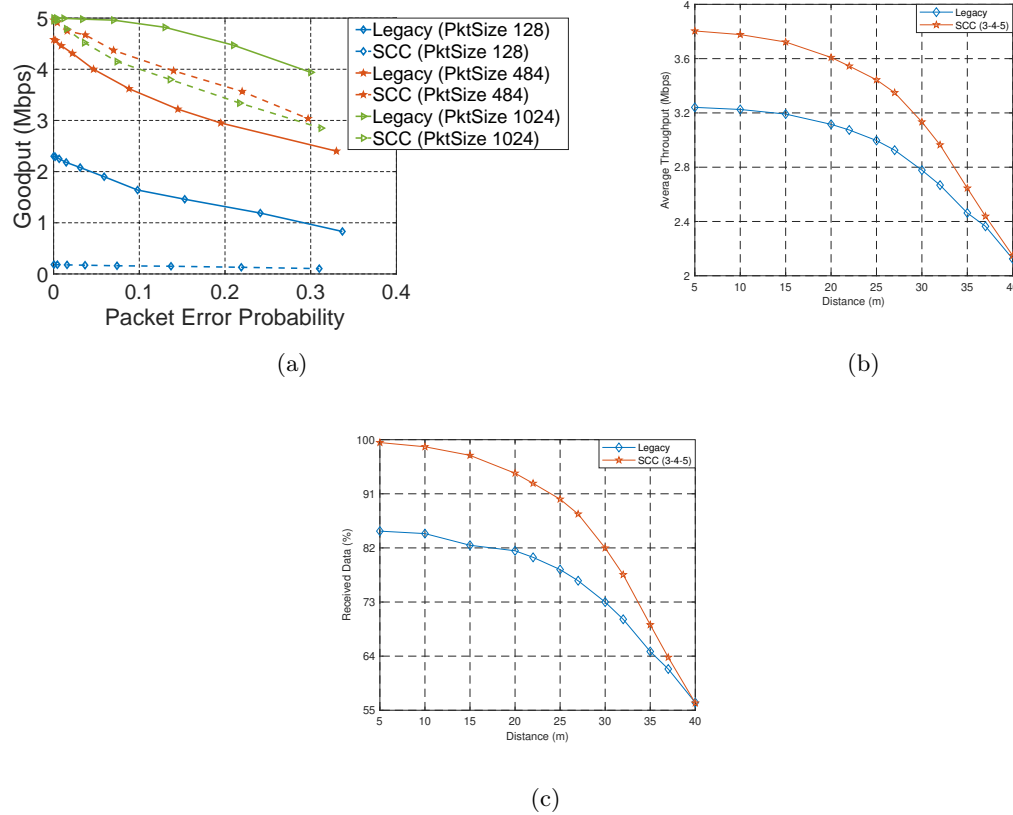 Goodput (Mbps)
5
4
3
2
1
0
0
0.1
0.2
0.3
0.4
Packet Error Probability
Legacy (PktSize 128)
SCC (PktSize 128)
Legacy (PktSize 484)
SCC (PktSize 484)
Legacy (PktSize 1024)
SCC (PktSize 1024)
(a)
Average Throughput (Mbps)
4
3.6
3.2
2.8
2.4
2
5
10
15
20
25
30
35
40
Distance (m)
Legacy
SCC (3-4-5)
(b)
Received Data (%)
100
91
82
73
64
55
5
10
15
20
25
30
35
40
Distance (m)
Legacy
SCC (3-4-5)
(c)